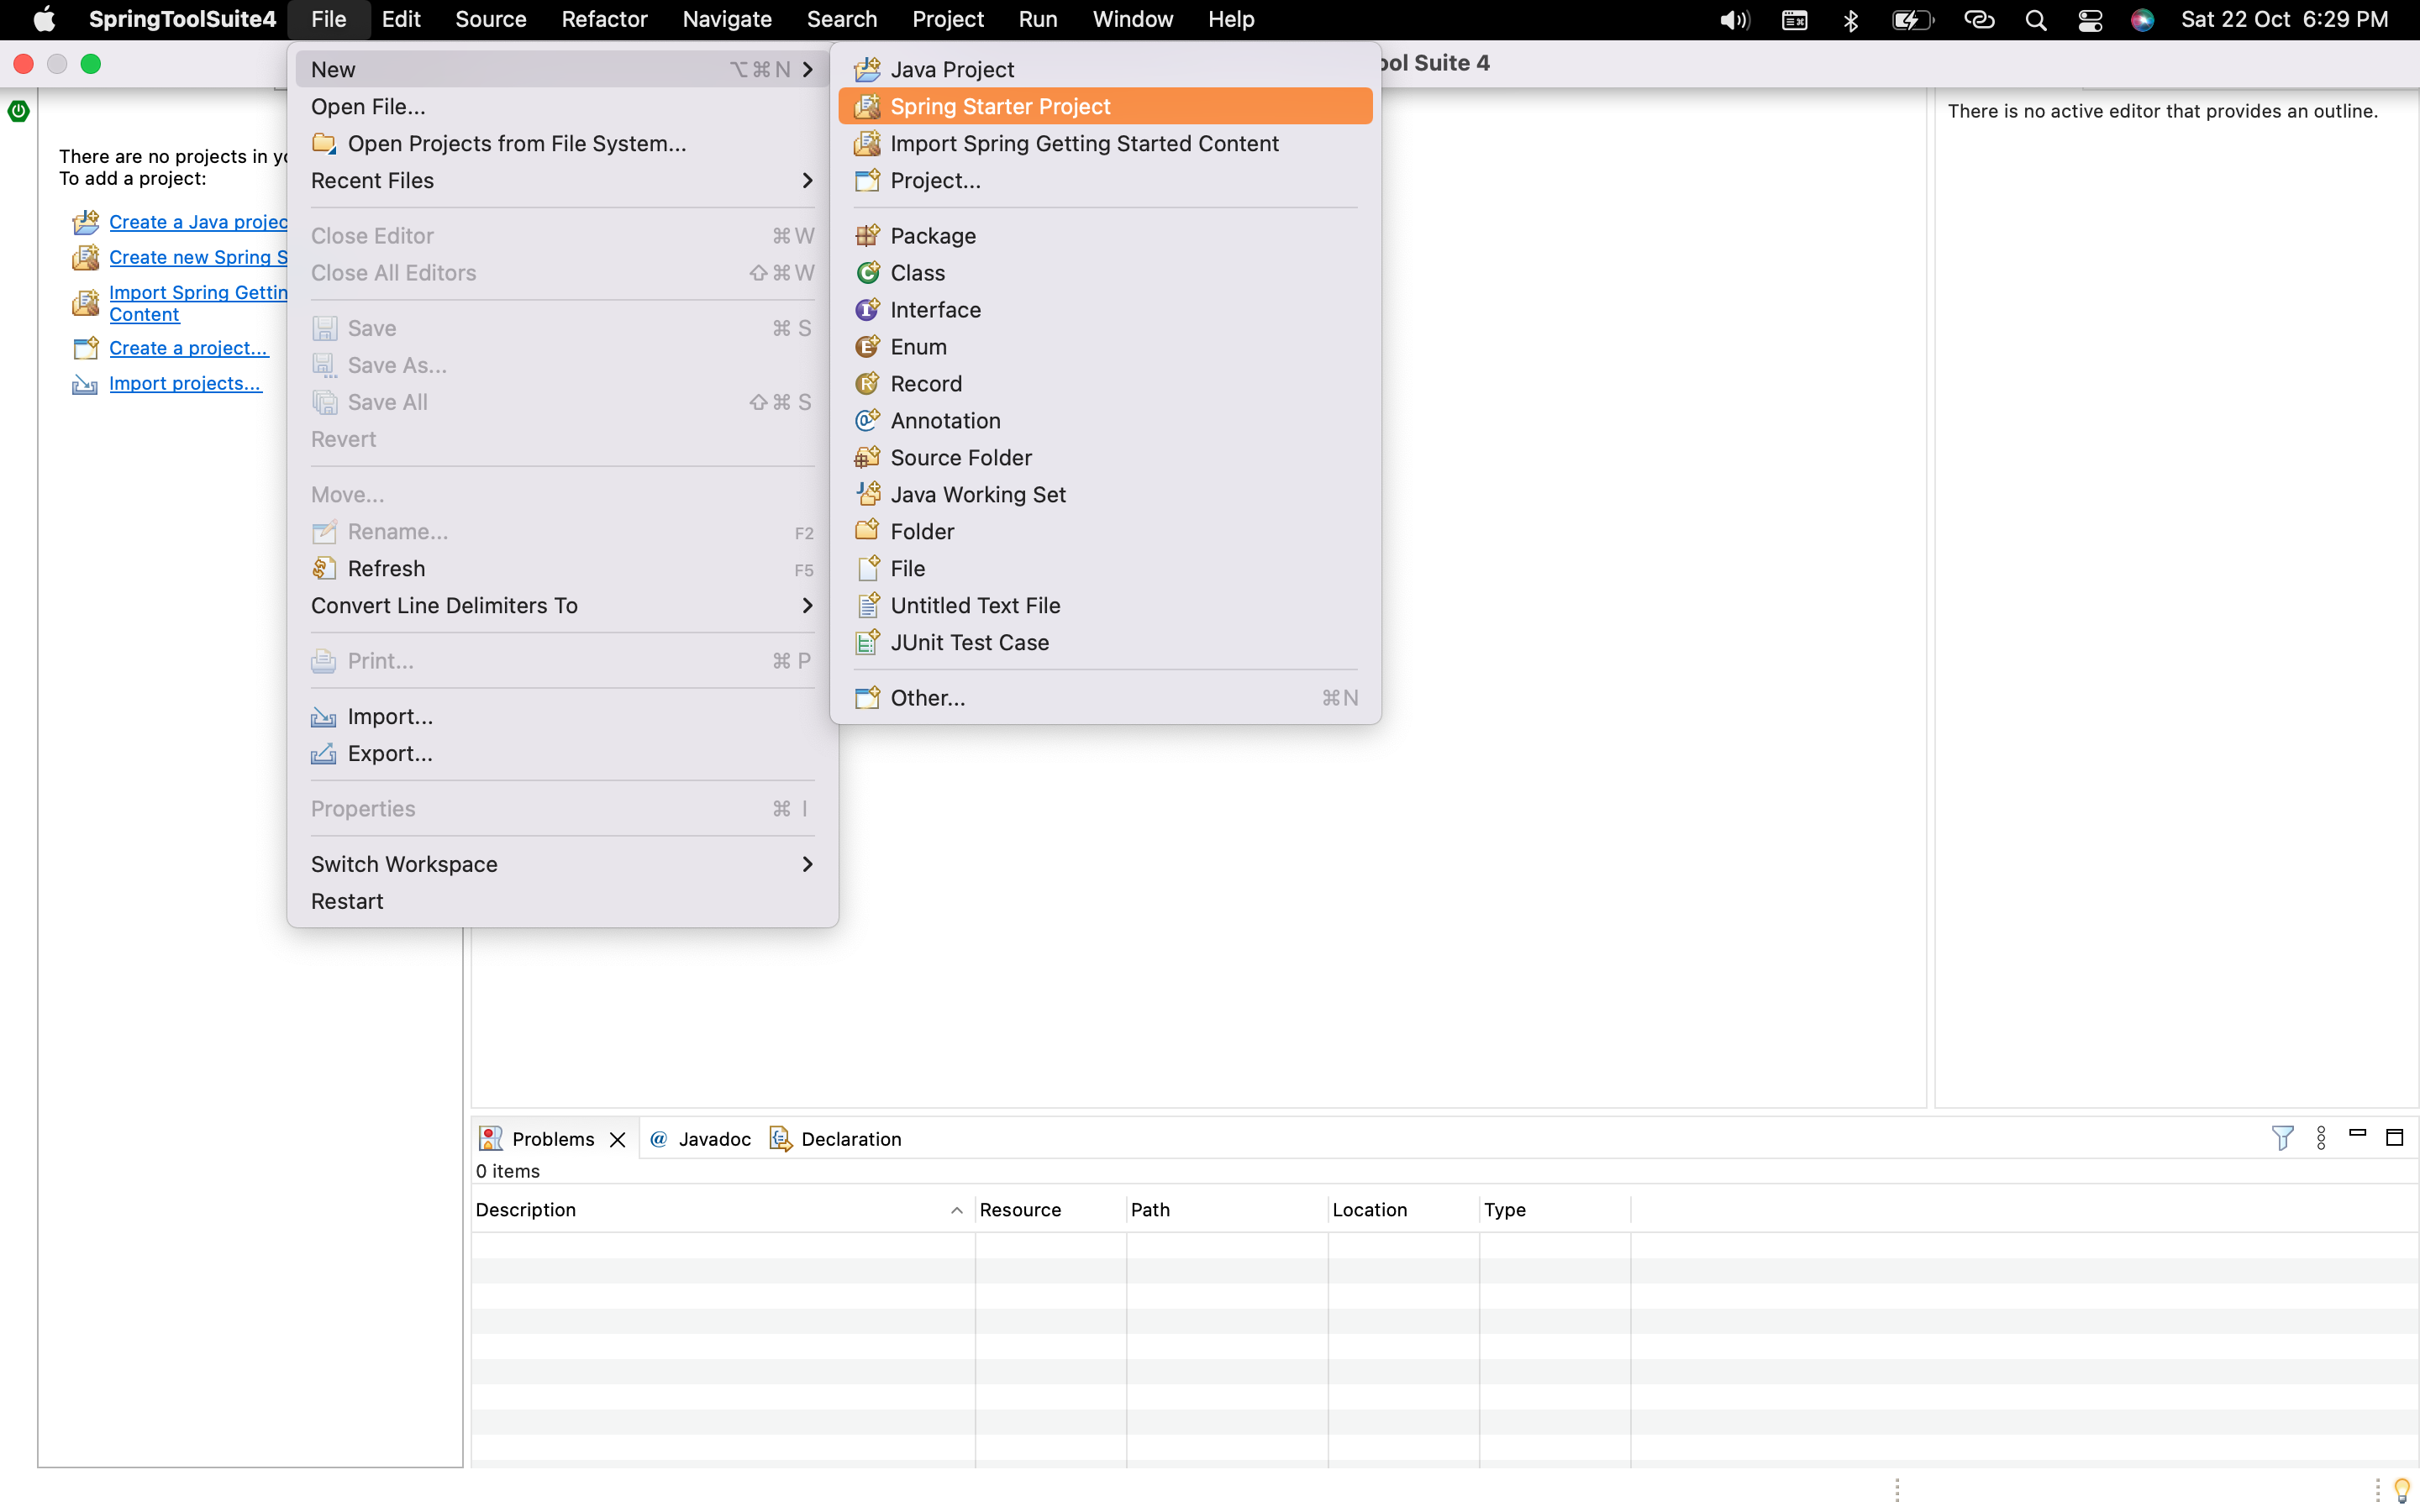 SpringToolSuite4 File Edit Source Refactor Navigate Search Project Run Window Help Sat 22 Oct 6:29 PM
ool Suite 4
There are no projects in
To add a project:
Create a Java
Create new Spring
Import Spring
Content
Create a project...
Import projects...
New ⌥⌘N
Open File...
Open Projects from File System...
Recent Files
Close Editor ⌘W
Close All Editors ⇧⌘W
Save ⌘S
Save As...
Save All ⇧⌘S
Revert
Move...
Rename... F2
Refresh F5
Convert Line Delimiters To
Print... ⌘P
Import...
Export...
Properties ⌘I
Switch Workspace
Restart
Java Project
Spring Starter Project
Import Spring Getting Started Content
Project...
Package
Class
Interface
Enum
Record
Annotation
Source Folder
Java Working Set
Folder
File
Untitled Text File
JUnit Test Case
Other... ⌘N
There is no active editor that provides an outline.
Problems @ Javadoc Declaration
0 items
Description Resource Path Location Type